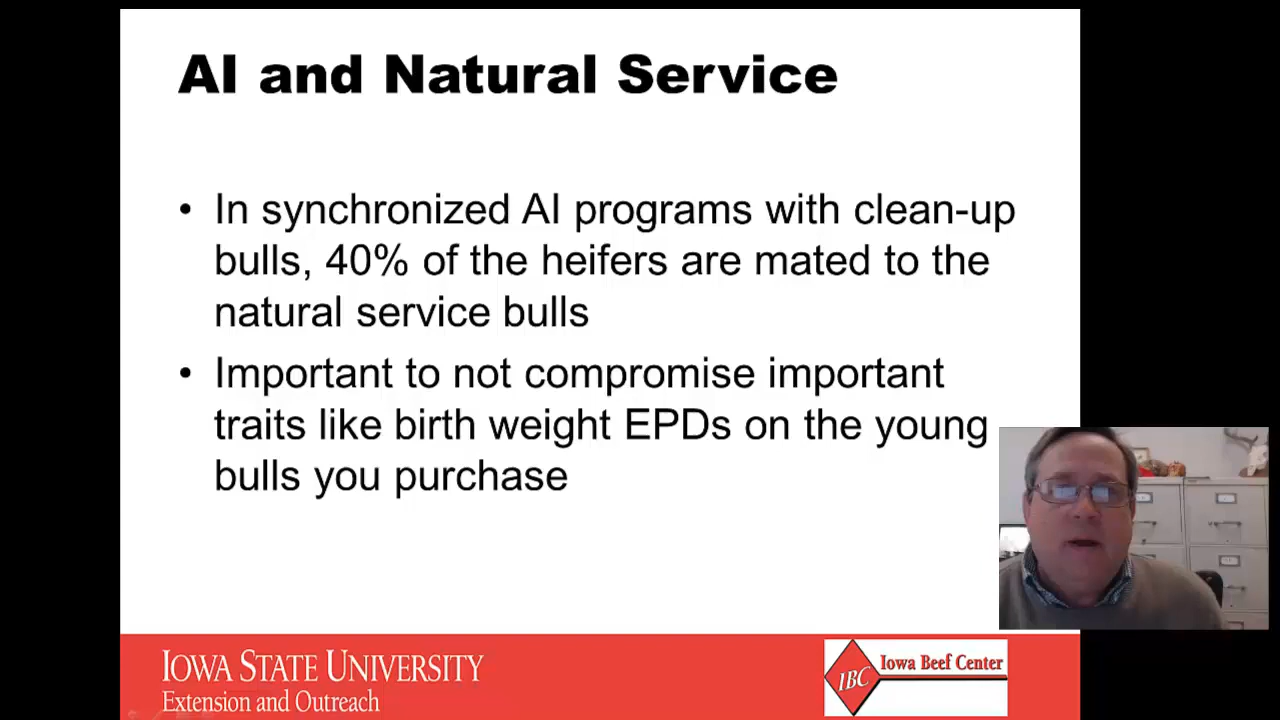 AI and Natural Service
• In synchronized AI programs with clean-up
bulls, 40% of the heifers are mated to the
natural service bulls
• Important to not compromise important
traits like birth weight EPDs on the young
bulls you purchase
IOWA STATE UNIVERSITY
Extension and Outreach
IBC
Iowa Beef Center